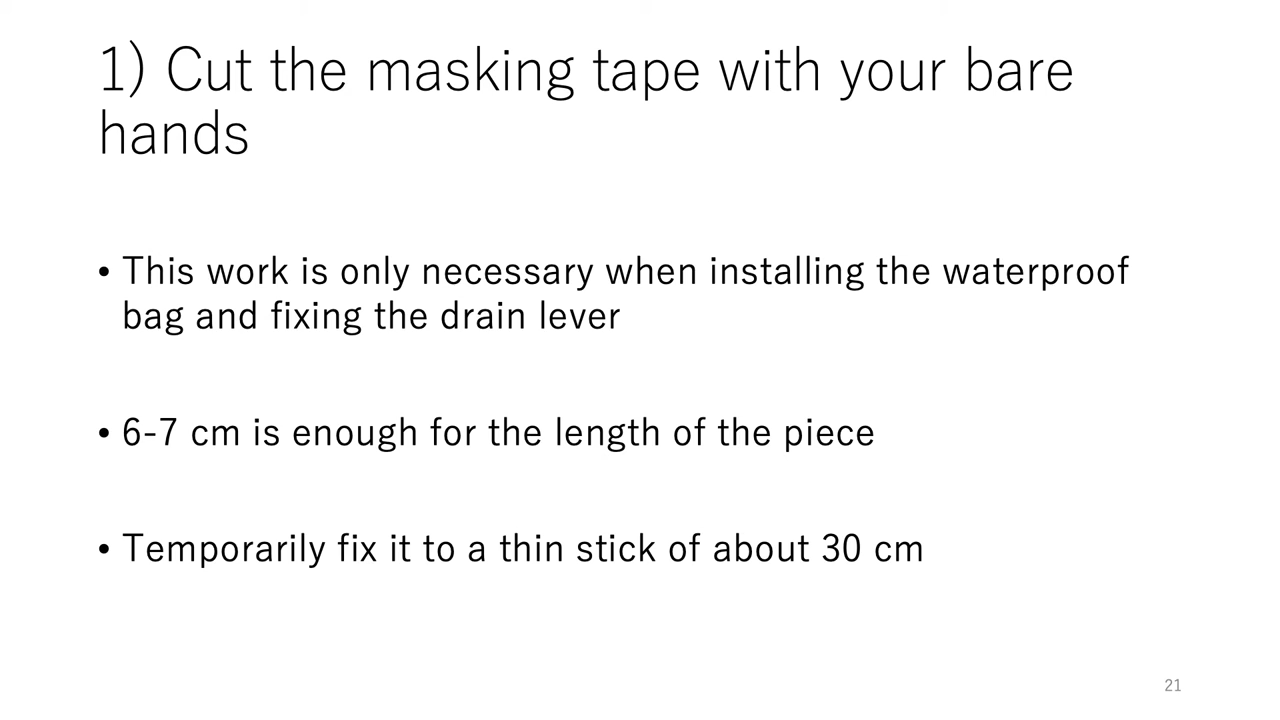 1) Cut the masking tape with your bare
hands
• This work is only necessary when installing the waterproof
bag and fixing the drain lever
• 6-7 cm is enough for the length of the piece
• Temporarily fix it to a thin stick of about 30 cm
21